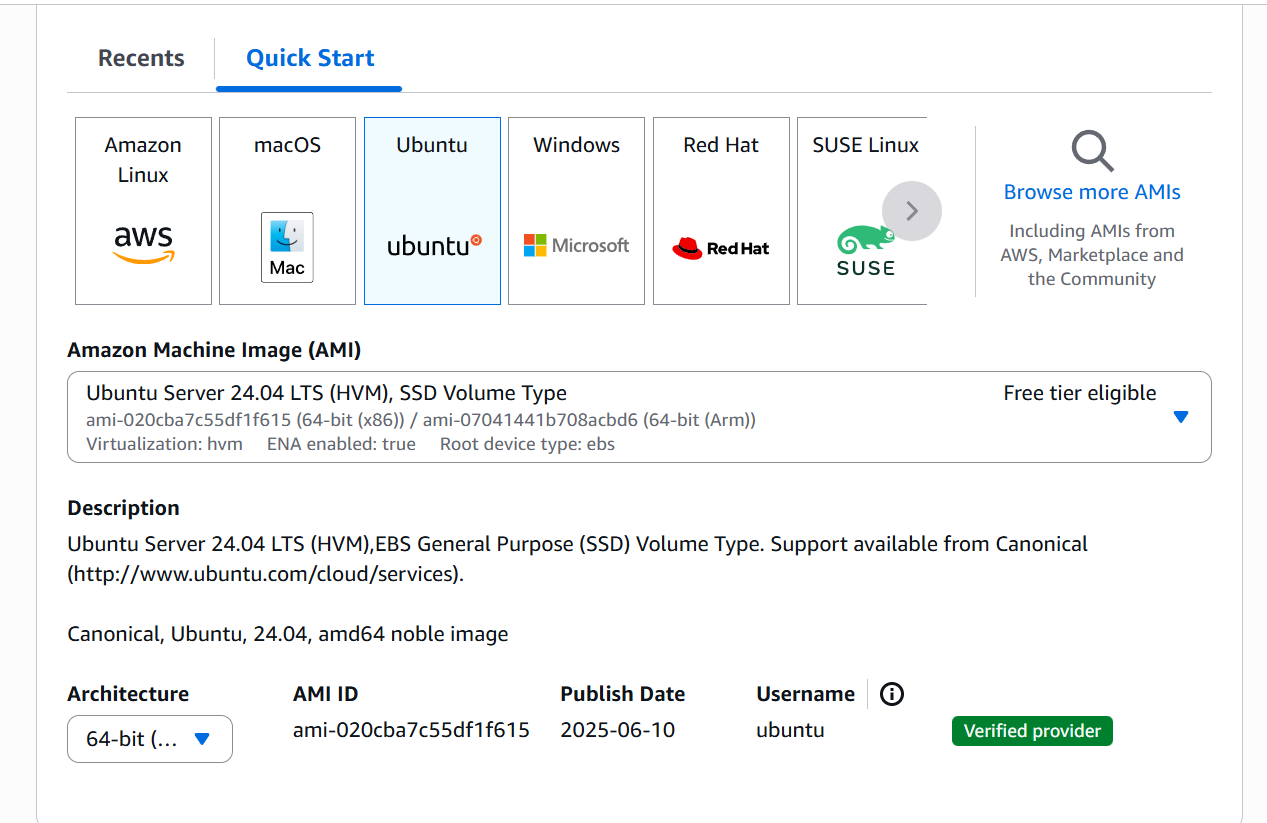 Recents
Quick Start
Amazon
Linux
aws
macOS
Mac
Ubuntu
ubuntu
Windows
Microsoft
Red Hat
Red Hat
SUSE Linux
SUSE
Browse more AMIs
Including AMIs from
AWS, Marketplace and
the Community
Amazon Machine Image (AMI)
Ubuntu Server 24.04 LTS (HVM), SSD Volume Type
Free tier eligible
ami-020cba7c55df1f615 (64-bit (x86)) / ami-07041441b708acbd6 (64-bit (Arm))
Virtualization: hvm ENA enabled: true Root device type: ebs
Description
Ubuntu Server 24.04 LTS (HVM),EBS General Purpose (SSD) Volume Type. Support available from Canonical
(http://www.ubuntu.com/cloud/services).
Canonical, Ubuntu, 24.04, amd64 noble image
Architecture
64-bit (...
AMI ID
ami-020cba7c55df1f615
Publish Date
2025-06-10
Username
ubuntu
Verified provider